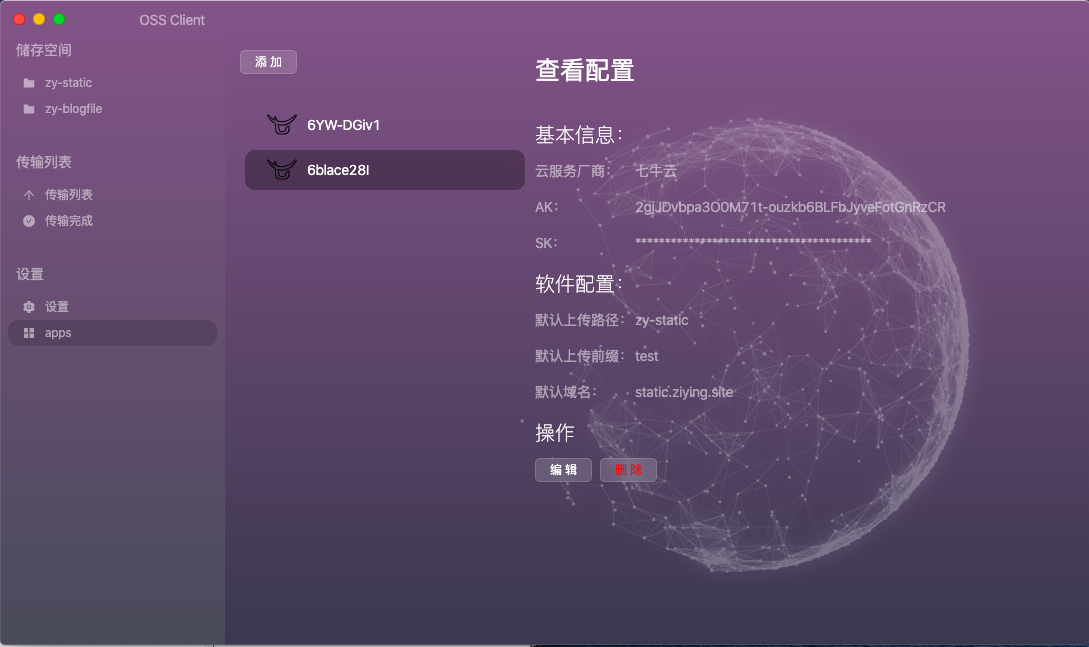 OSS Client
储存空间
zy-static
zy-blogfile
传输列表
传输列表
传输完成
设置
设置
apps
添 加
6YW-DGiv1
6blace28l
查看配置
基本信息：
云服务厂商： 七牛云
AK： 2gjJDvbpa3O0M71t-ouzkb6BLFbJyveFotGnRzCR
SK： ****************************************
软件配置：
默认上传路径： zy-static
默认上传前缀： test
默认域名： static.ziying.site
操作
编 辑 删 除